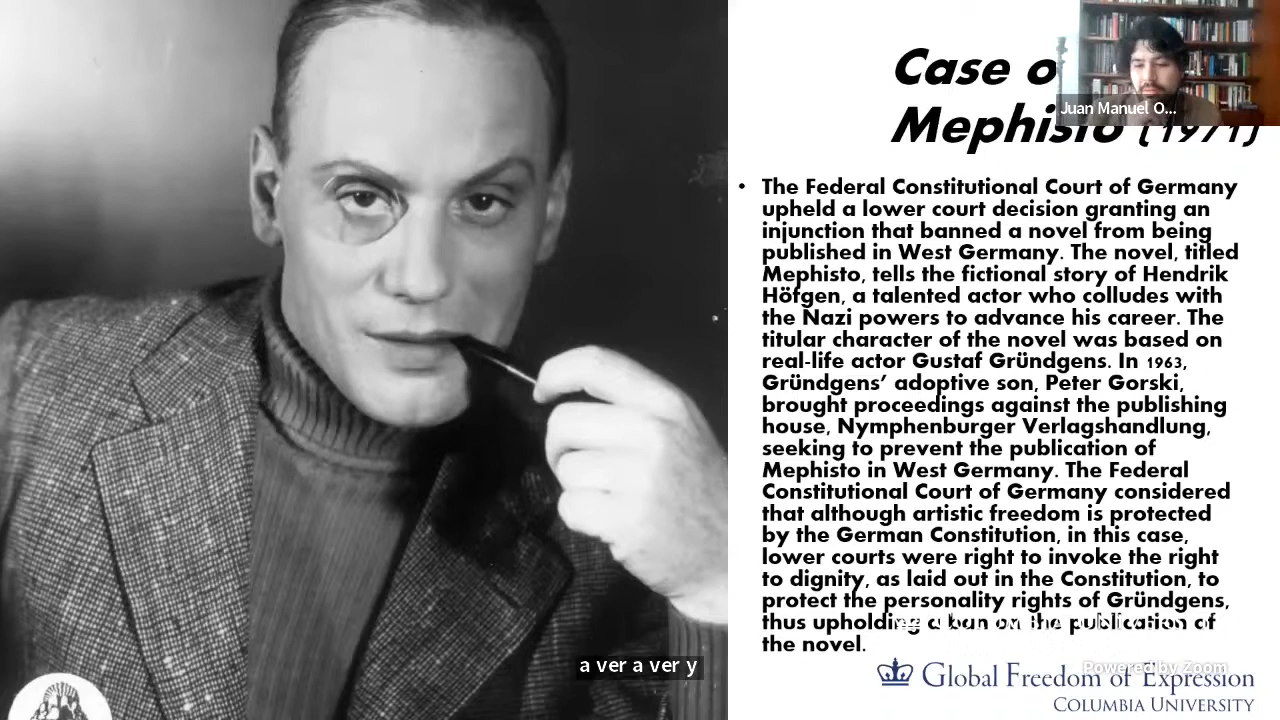 Case o
Mephisto (1971)
Juan Manuel O...
• The Federal Constitutional Court of Germany
upheld a lower court decision granting an
injunction that banned a novel from being
published in West Germany. The novel, titled
Mephisto, tells the fictional story of Hendrik
Höfgen, a talented actor who colludes with
the Nazi powers to advance his career. The
titular character of the novel was based on
real-life actor Gustaf Gründgens. In 1963,
Gründgens’ adoptive son, Peter Gorski,
brought proceedings against the publishing
house, Nymphenburger Verlagshandlung,
seeking to prevent the publication of
Mephisto in West Germany. The Federal
Constitutional Court of Germany considered
that although artistic freedom is protected
by the German Constitution, in this case,
lower courts were right to invoke the right
to dignity, as laid out in the Constitution, to
protect the personality rights of Gründgens,
thus upholding on the publication of
the novel.
a ver a ver y
Powered by Zoom
Global Freedom of Expression
COLUMBIA UNIVERSITY